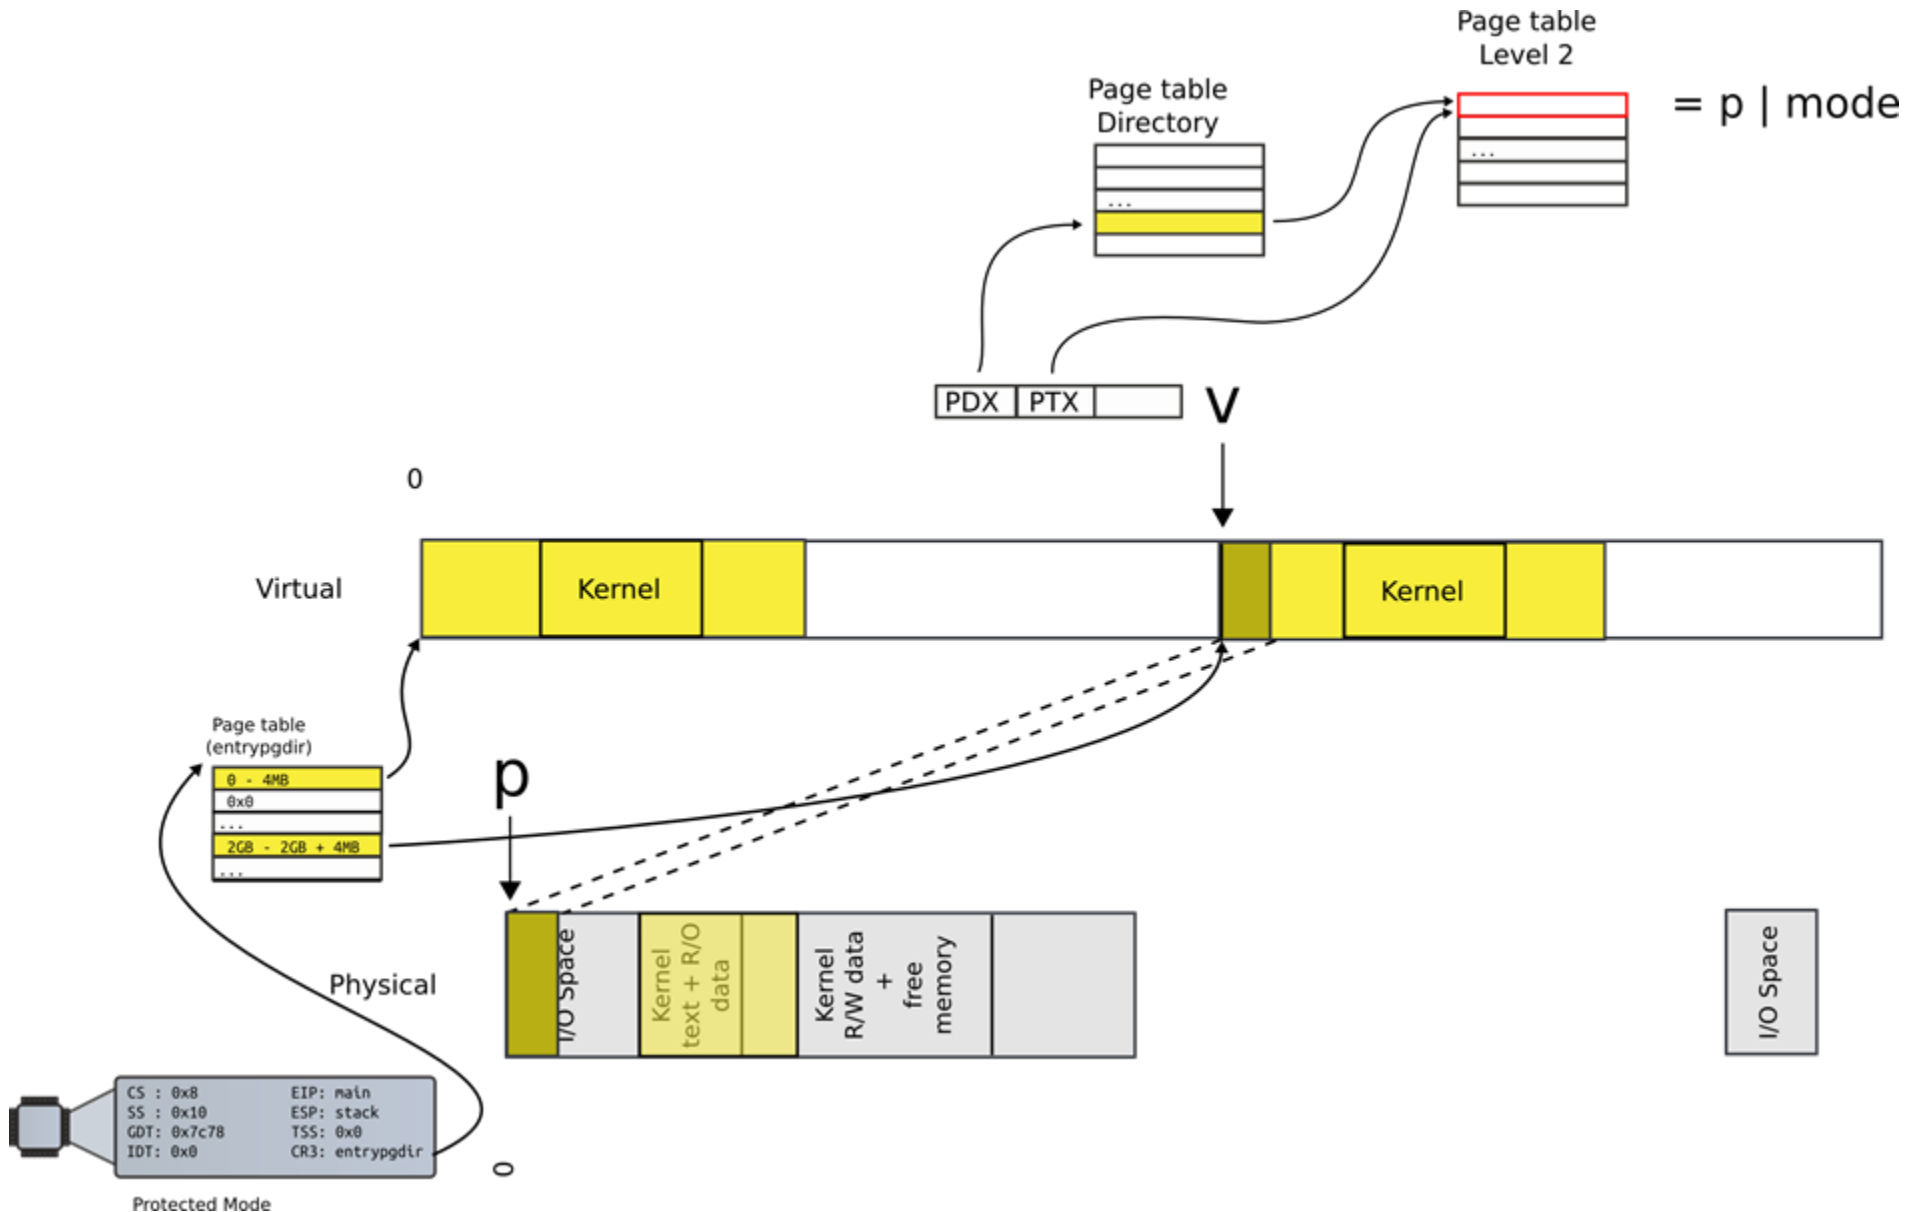 Page table
Level 2
= p | mode
Page table
Directory
...
...
PDX PTX
v
0
Virtual
Kernel
Kernel
Page table
(entrypgdir)
0 - 4MB
0x0
...
2GB - 2GB + 4MB
...
p
Physical
I/O Space
Kernel
text + R/O
data
Kernel
R/W data
+
free
memory
I/O Space
CS : 0x8 EIP: main
SS : 0x10 ESP: stack
GDT: 0x7c78 TSS: 0x0
IDT: 0x0 CR3: entrypgdir
0
Protected Mode